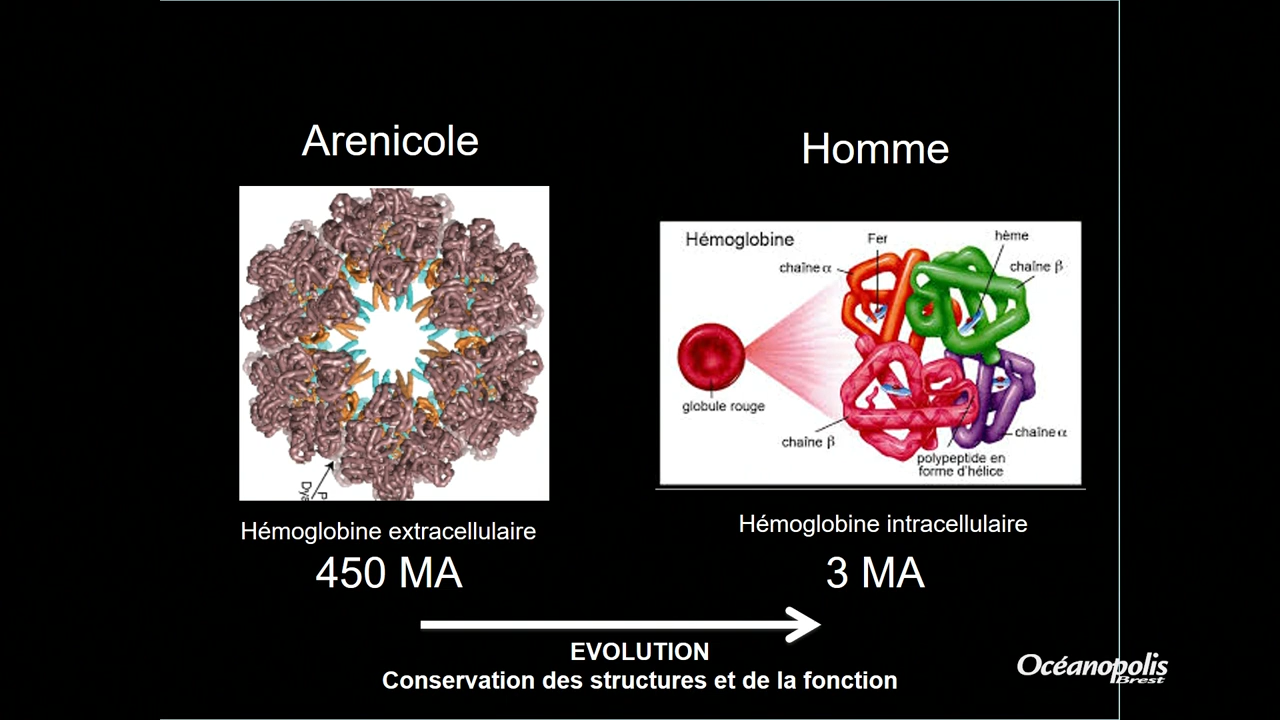 Arenicole
Homme
Hémoglobine
Fer
hème
chaîne α
chaîne β
globule rouge
chaîne β
chaîne α
polypeptide en
forme d'hélice
Hémoglobine extracellulaire
Hémoglobine intracellulaire
450 MA
3 MA
EVOLUTION
Conservation des structures et de la fonction
Océanopolis
Brest